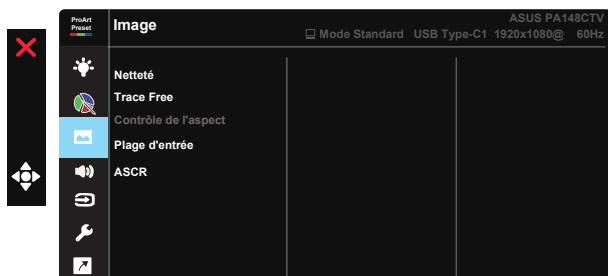 ProArt
Preset
Image
ASUS PA148CTV
Mode Standard USB Type-C1 1920x1080@ 60Hz
Netteté
Trace Free
Contrôle de l'aspect
Plage d'entrée
ASCR